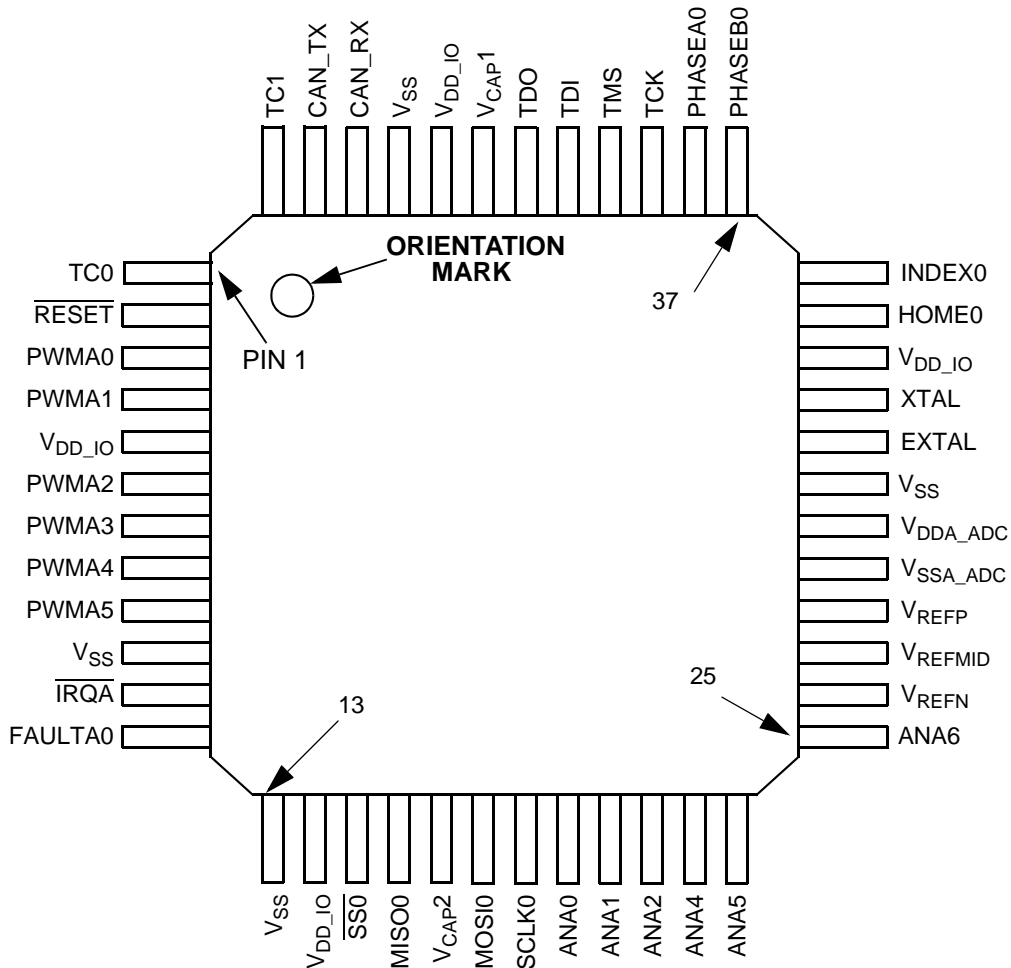 TC1
CAN_TX
CAN_RX
VSS
VDD_IO
VCAP1
TDO
TDI
TMS
TCK
PHASEA0
PHASEB0
ORIENTATION
MARK
37
PIN 1
TC0
RESET
PWMA0
PWMA1
VDD_IO
PWMA2
PWMA3
PWMA4
PWMA5
VSS
IRQA
FAULTA0
INDEX0
HOME0
VDD_IO
XTAL
EXTAL
VSS
VDDA_ADC
VSSA_ADC
VREFP
VREFMID
VREFN
ANA6
25
13
VSS
VDD_IO
SS0
MISO0
VCAP2
MOSI0
SCLK0
ANA0
ANA1
ANA2
ANA4
ANA5